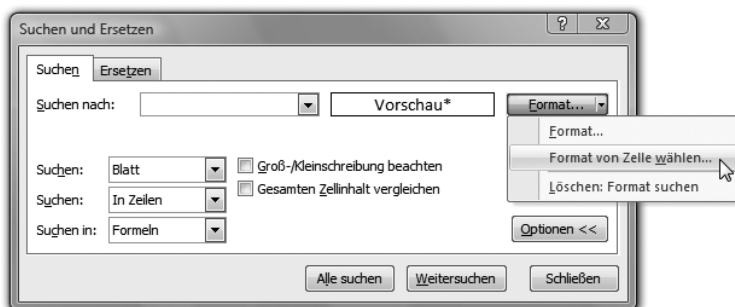 Suchen und Ersetzen
Suchen Ersetzen
Suchen nach: Vorschau* Format...
Format...
Format von Zelle wählen...
Löschen: Format suchen
Suchen: Blatt Groß-/Kleinschreibung beachten
Gesamten Zellinhalt vergleichen
Suchen: In Zeilen
Suchen in: Formeln Optionen <<
Alle suchen Weitersuchen Schließen